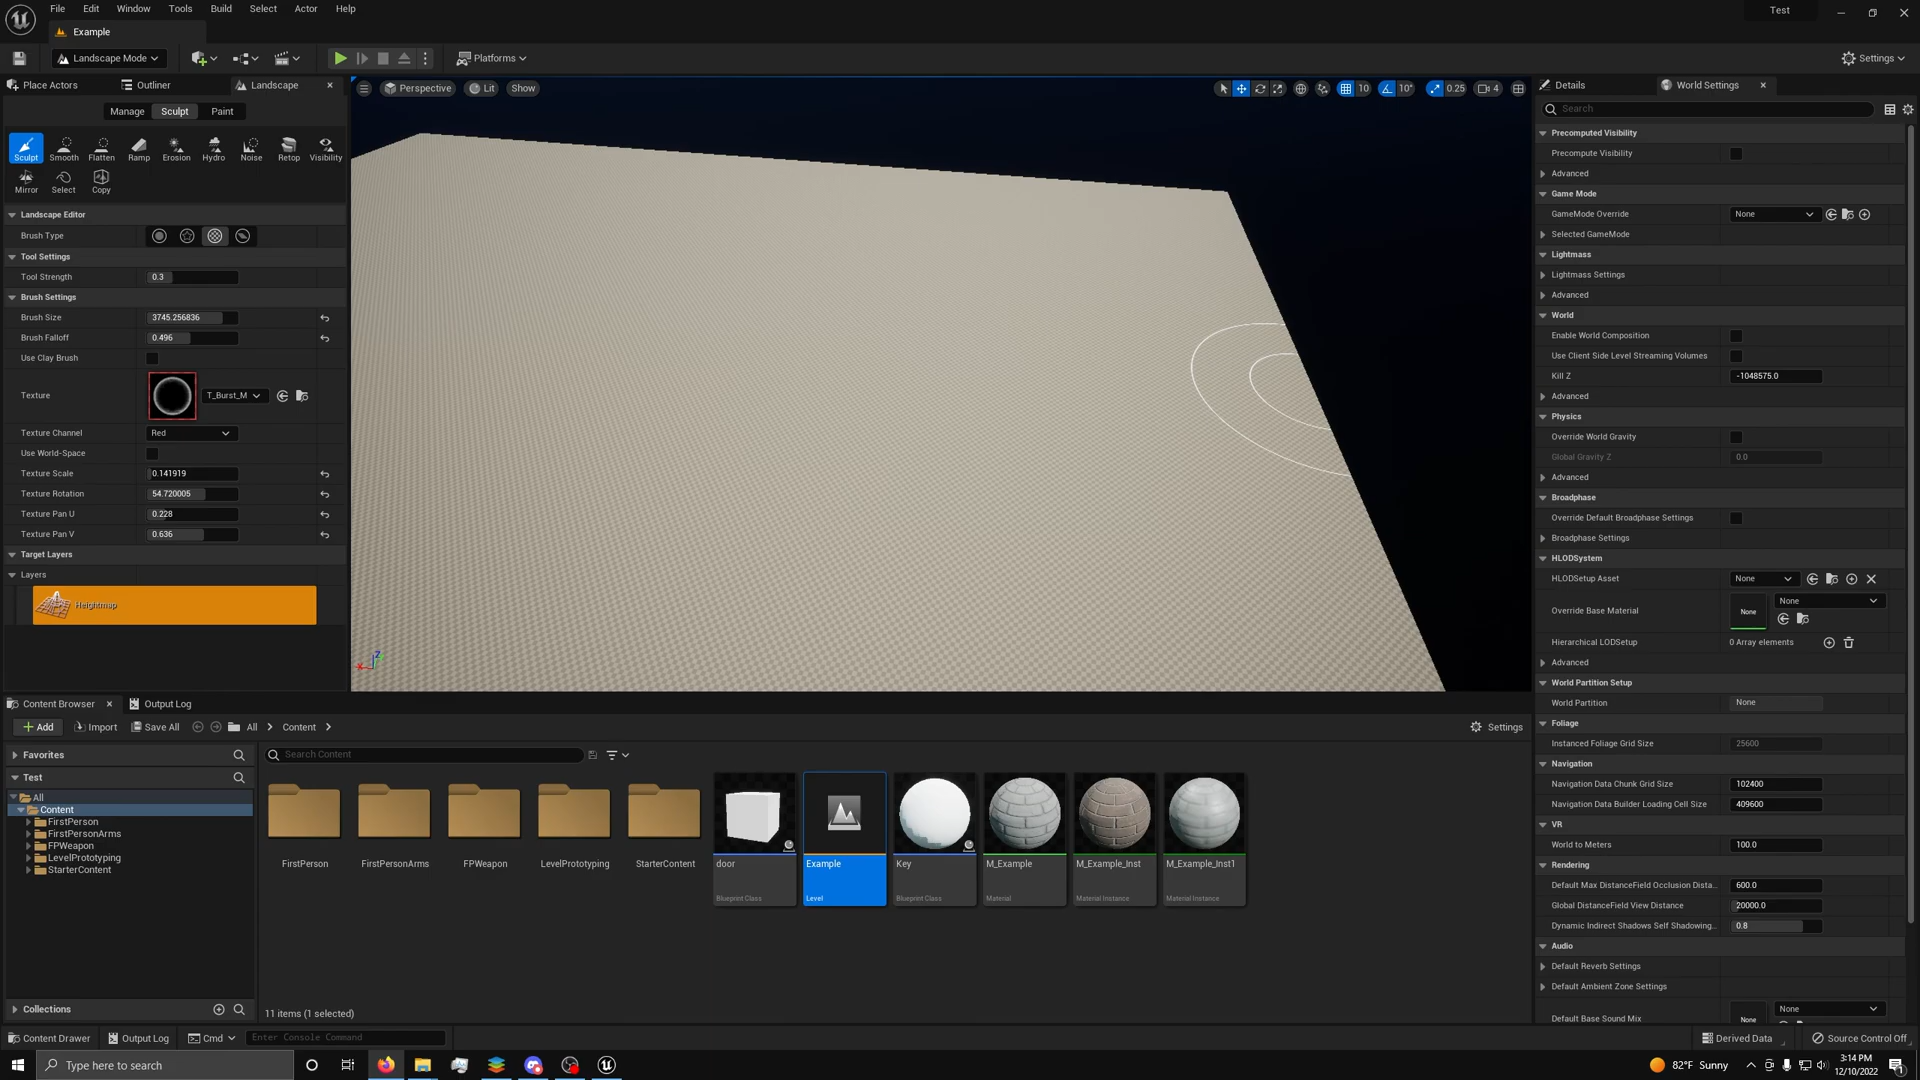 File Edit Window Tools Build Select Actor Help
Test
Example
Landscape Mode
Platforms
Settings
Place Actors
Outliner
Landscape
Manage
Sculpt
Paint
Sculpt
Smooth
Flatten
Ramp
Erosion
Hydro
Noise
Retop
Visibility
Mirror
Select
Copy
Landscape Editor
Brush Type
Tool Settings
Tool Strength 0.3
Brush Settings
Brush Size 3745.256836
Brush Falloff 0.496
Use Clay Brush
Texture T_Burst_M
Texture Channel Red
Use World-Space
Texture Scale 0.141919
Texture Rotation 54.720005
Texture Pan U 0.228
Texture Pan V 0.636
Target Layers
Layers
Heightmap
Perspective
Lit
Show
10
10°
0.25
4
X
Z
Details
World Settings
Search
Precomputed Visibility
Precompute Visibility
Advanced
Game Mode
GameMode Override None
Selected GameMode
Lightmass
Lightmass Settings
Advanced
World
Enable World Composition
Use Client Side Level Streaming Volumes
Kill Z -1048575.0
Advanced
Physics
Override World Gravity
Global Gravity Z 0.0
Advanced
Broadphase
Override Default Broadphase Settings
Broadphase Settings
HLODSystem
HLODSetup Asset None
Override Base Material None None
Hierarchical LODSetup 0 Array elements
Advanced
World Partition Setup
World Partition None
Foliage
Instanced Foliage Grid Size 25600
Navigation
Navigation Data Chunk Grid Size 102400
Navigation Data Builder Loading Cell Size 409600
VR
World to Meters 100.0
Rendering
Default Max DistanceField Occlusion Dista... 600.0
Global DistanceField View Distance 20000.0
Dynamic Indirect Shadows Self Shadowing... 0.8
Audio
Default Reverb Settings
Default Ambient Zone Settings
Default Base Sound Mix None None
Content Browser
Output Log
Add
Import
Save All
All
Content
Settings
Favorites
Test
All
Content
FirstPerson
FirstPersonArms
FPWeapon
LevelPrototyping
StarterContent
Collections
Search Content
FirstPerson
FirstPersonArms
FPWeapon
LevelPrototyping
StarterContent
door
Blueprint Class
Example
Level
Key
Blueprint Class
M_Example
Material
M_Example_Inst
Material Instance
M_Example_Inst1
Material Instance
11 items (1 selected)
Content Drawer
Output Log
Cmd
Enter Console Command
Derived Data
Source Control Off
Type here to search
82°F Sunny
3:14 PM
12/10/2022
1